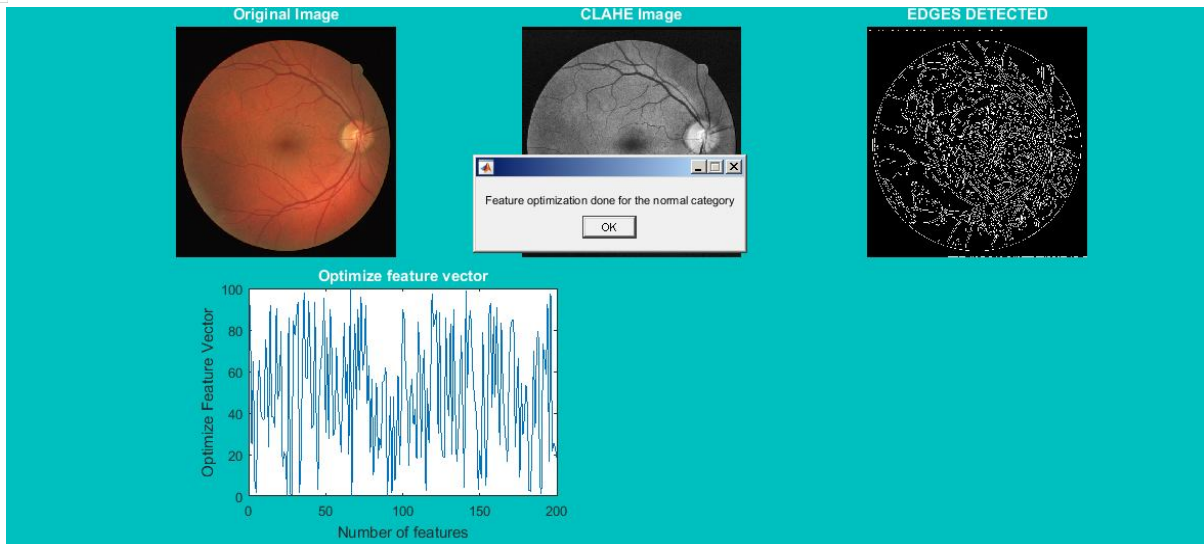 Original Image
CLAHE Image
EDGES DETECTED
Feature optimization done for the normal category
OK
Optimize feature vector
Optimize Feature Vector
100
80
60
40
20
0
0 50 100 150 200
Number of features